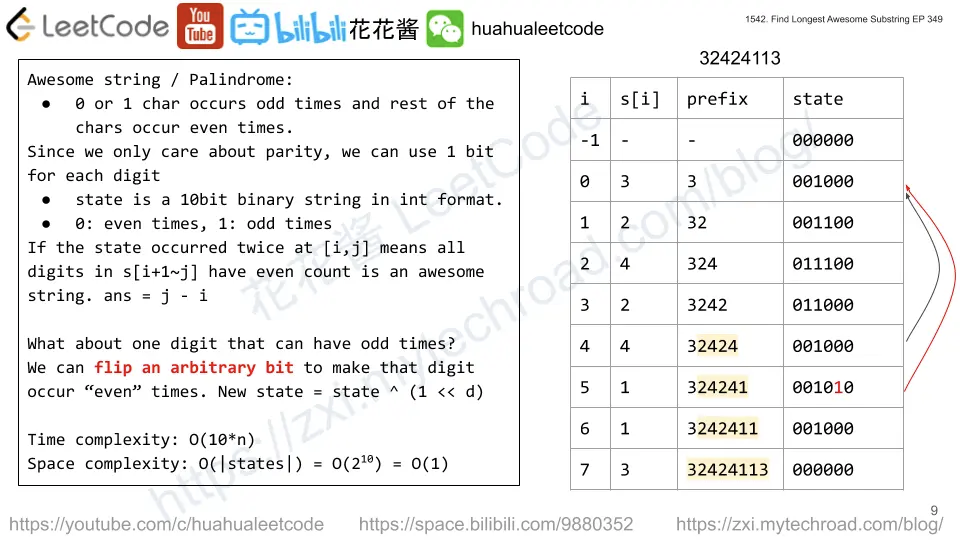 LeetCode You Tube bilibili 花花酱 huahualeetcode
1542. Find Longest Awesome Substring EP 349
Awesome string / Palindrome:
● 0 or 1 char occurs odd times and rest of the
chars occur even times.
Since we only care about parity, we can use 1 bit
for each digit
● state is a 10bit binary string in int format.
● 0: even times, 1: odd times
If the state occurred twice at [i,j] means all
digits in s[i+1~j] have even count is an awesome
string. ans = j - i
What about one digit that can have odd times?
We can flip an arbitrary bit to make that digit
occur “even” times. New state = state ^ (1 << d)
Time complexity: O(10*n)
Space complexity: O(|states|) = O(2¹⁰) = O(1)
32424113
i s[i] prefix state
-1 - - 000000
0 3 3 001000
1 2 32 001100
2 4 324 011100
3 2 3242 011000
4 4 32424 001000
5 1 324241 001010
6 1 3242411 001000
7 3 32424113 000000
花花酱 LeetCode
https://zxi.mytechroad.com/blog/
9
https://youtube.com/c/huahualeetcode https://space.bilibili.com/9880352 https://zxi.mytechroad.com/blog/